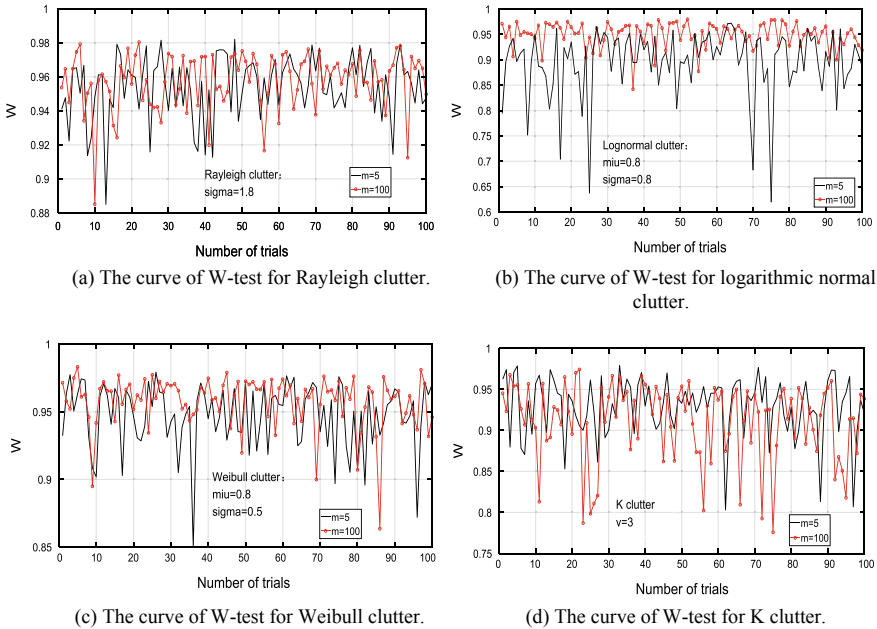 1
0.98
0.96
0.94
0.92
0.9
0.88
W
Rayleigh clutter:
sigma=1.8
m=5
m=100
0 10 20 30 40 50 60 70 80 90 100
Number of trials
(a) The curve of W-test for Rayleigh clutter.
1
0.95
0.9
0.85
0.8
0.75
0.7
0.65
0.6
W
Lognormal clutter:
miu=0.8
sigma=0.8
m=5
m=100
0 10 20 30 40 50 60 70 80 90 100
Number of trials
(b) The curve of W-test for logarithmic normal
clutter.
1
0.95
0.9
0.85
W
Weibull clutter:
miu=0.8
sigma=0.5
m=5
m=100
0 10 20 30 40 50 60 70 80 90 100
Number of trials
(c) The curve of W-test for Weibull clutter.
1
0.95
0.9
0.85
0.8
0.75
W
K clutter
v=3
m=5
m=100
0 10 20 30 40 50 60 70 80 90 100
Number of trials
(d) The curve of W-test for K clutter.